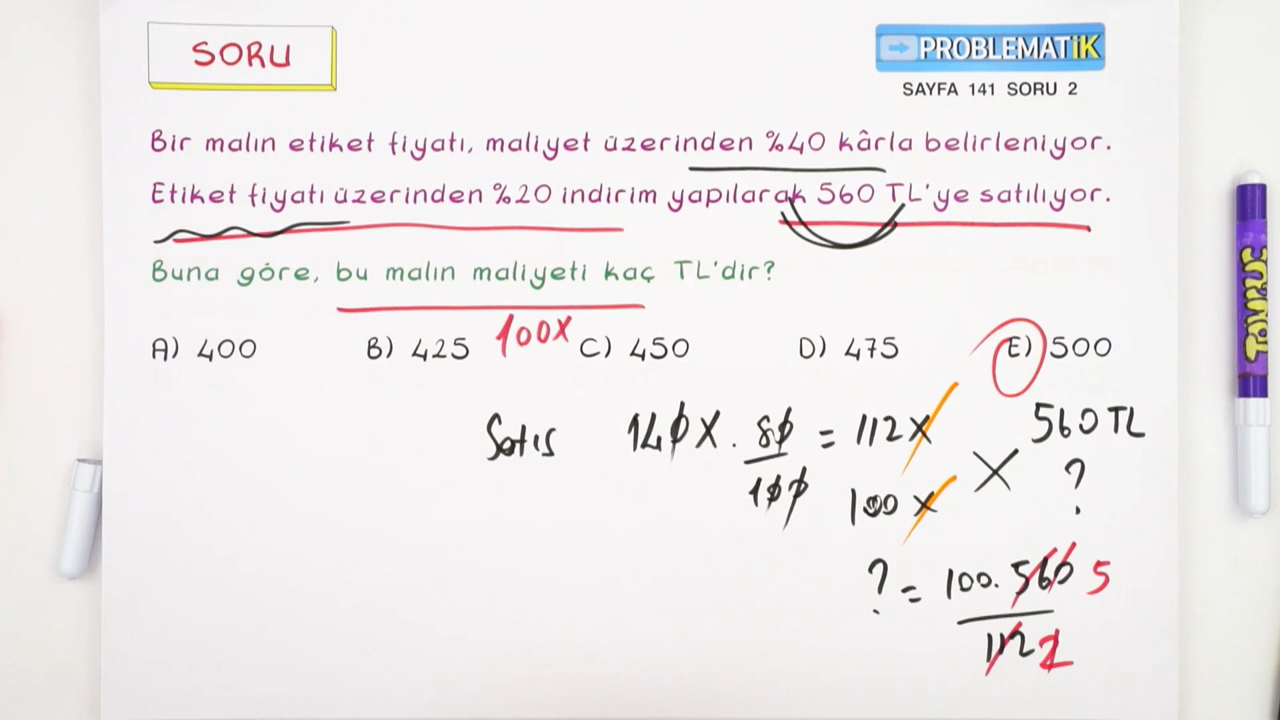 SORU
PROBLEMATİK
SAYFA 141 SORU 2
Bir malın etiket fiyatı, maliyet üzerinden %40 kârla belirleniyor.
Etiket fiyatı üzerinden %20 indirim yapılarak 560 TL'ye satılıyor.
Buna göre, bu malın maliyeti kaç TL'dir?
100x
A) 400 B) 425 C) 450 D) 475 E) 500
Satış 140x . 80/100 = 112x 560 TL
100x ?
? = 100.560/112 5 1
TONGUÇ